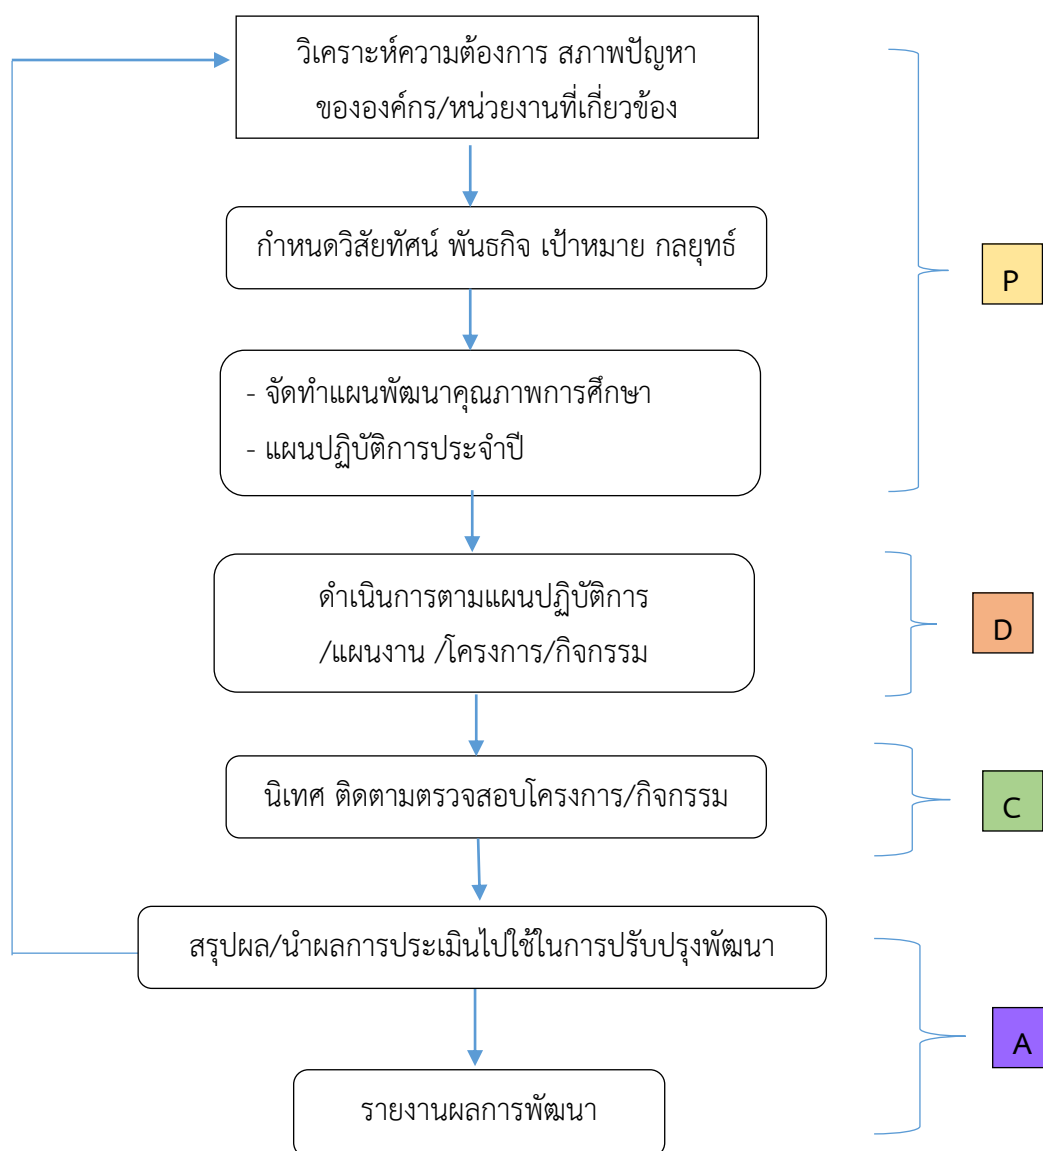 วิเคราะห์ความต้องการ สภาพปัญหา
ขององค์กร/หน่วยงานที่เกี่ยวข้อง
กำหนดวิสัยทัศน์ พันธกิจ เป้าหมาย กลยุทธ์
P
- จัดทำแผนพัฒนาคุณภาพการศึกษา
- แผนปฏิบัติการประจำปี
ดำเนินการตามแผนปฏิบัติการ
/แผนงาน /โครงการ/กิจกรรม
D
นิเทศ ติดตามตรวจสอบโครงการ/กิจกรรม
C
สรุปผล/นำผลการประเมินไปใช้ในการปรับปรุงพัฒนา
A
รายงานผลการพัฒนา